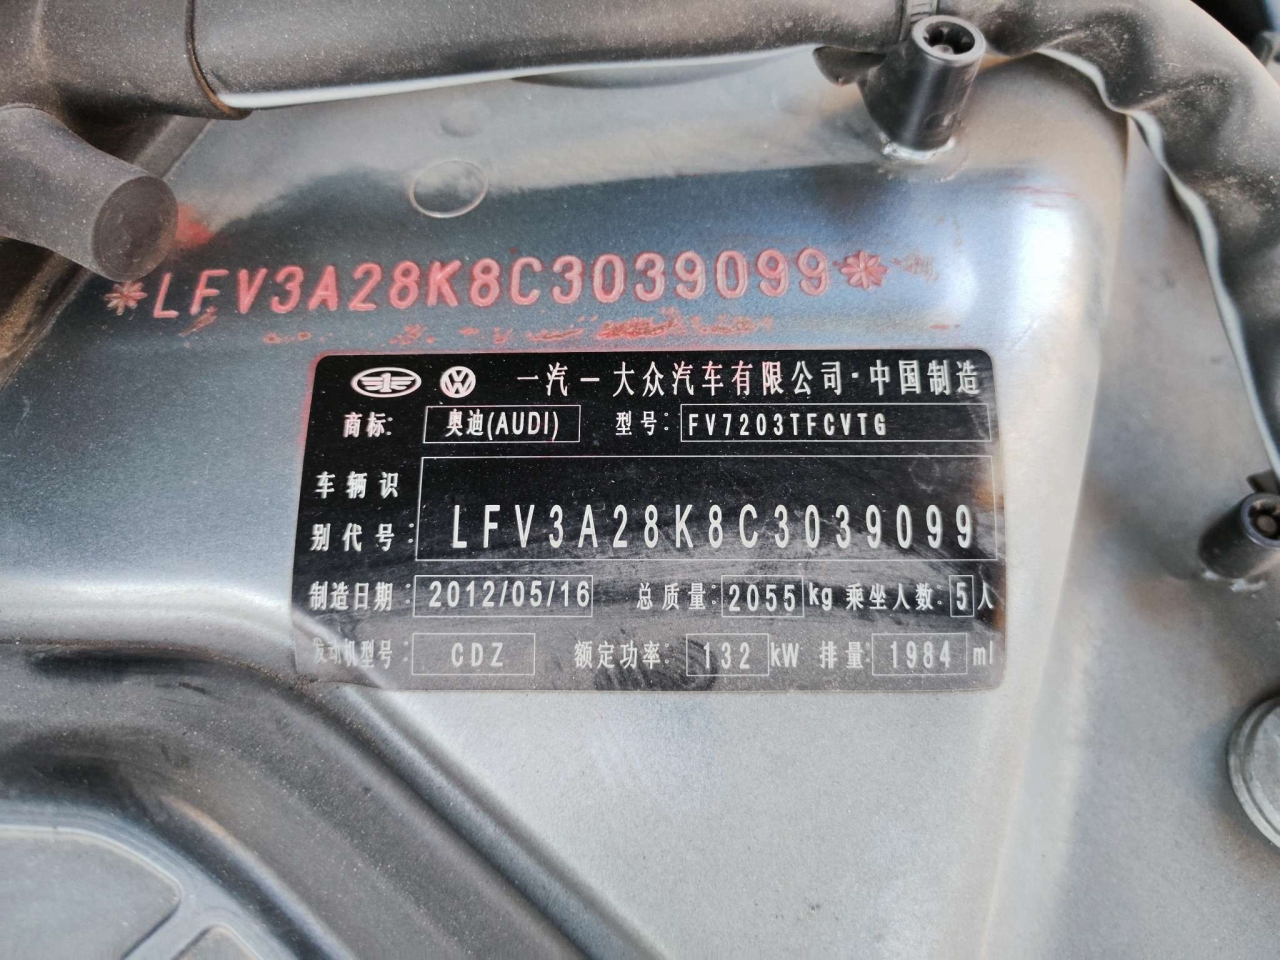 *LFV3A28K8C3039099*
一汽－大众汽车有限公司·中国制造
商标: 奥迪(AUDI) 型号: FV7203TFCVTG
车辆识
别代号: LFV3A28K8C3039099
制造日期: 2012/05/16 总质量: 2055 kg 乘坐人数: 5 人
发动机型号: CDZ 额定功率: 132 kW 排量: 1984 ml